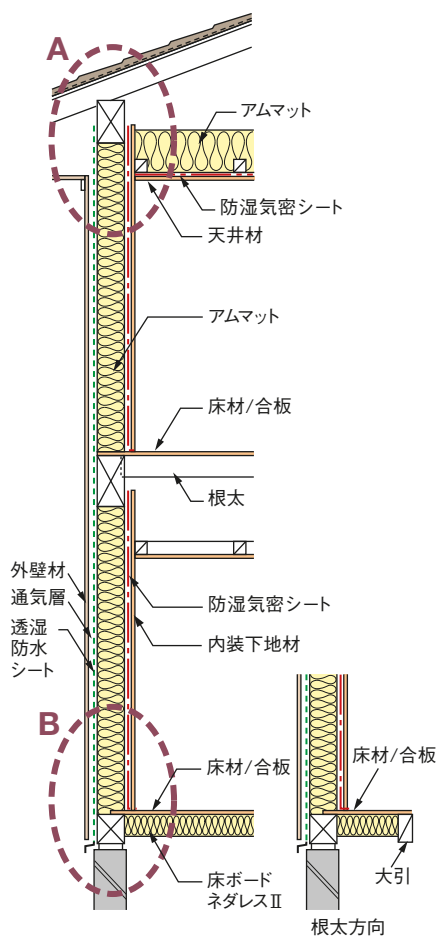 A
アムマット
防湿気密シート
天井材
アムマット
床材/合板
根太
外壁材
通気層
透湿
防水
シート
防湿気密シート
内装下地材
B
床材/合板
床ボード
ネダレスⅡ
床材/合板
大引
根太方向